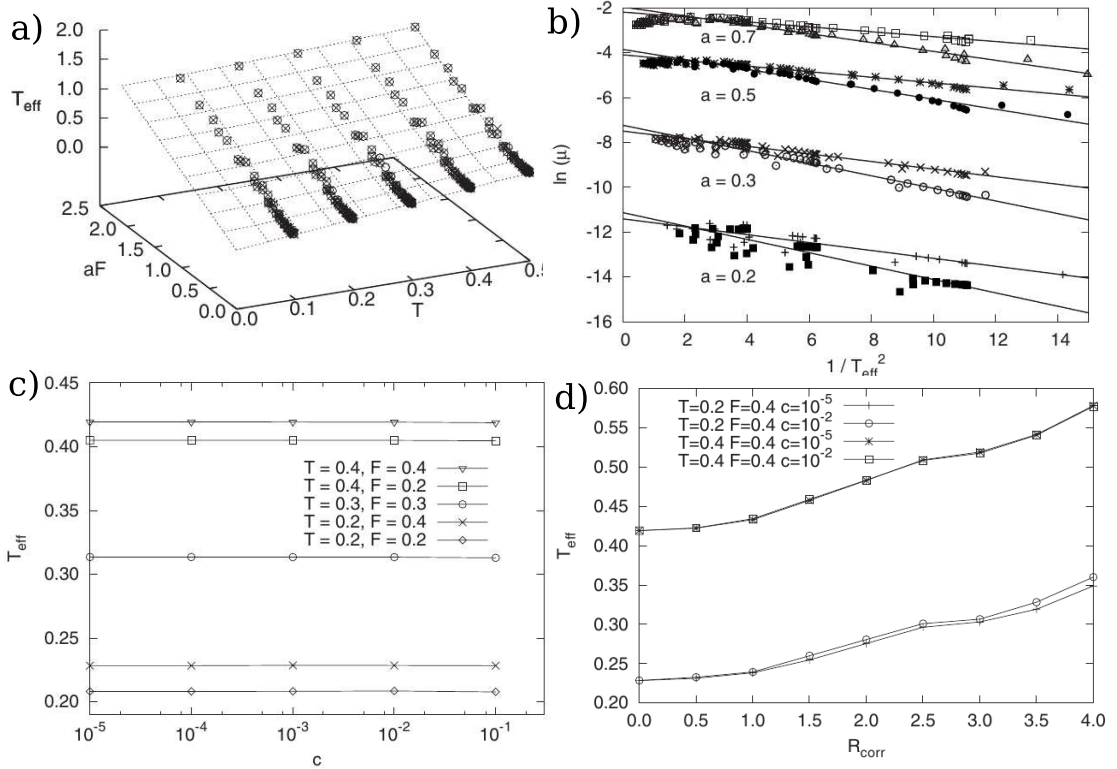 a)
2.0
1.5
1.0
0.5
0.0
T_eff
2.5
2.0
1.5
1.0
0.5
0.0
aF
0.0
0.1
0.2
0.3
0.4
0.5
T
b)
-2
-4
-6
-8
-10
-12
-14
-16
ln (μ)
a = 0.7
a = 0.5
a = 0.3
a = 0.2
0 2 4 6 8 10 12 14
1 / T_eff^2
c)
0.45
0.40
0.35
0.30
0.25
0.20
T_eff
T = 0.4, F = 0.4
T = 0.4, F = 0.2
T = 0.3, F = 0.3
T = 0.2, F = 0.4
T = 0.2, F = 0.2
10^-5 10^-4 10^-3 10^-2 10^-1
c
d)
0.60
0.55
0.50
0.45
0.40
0.35
0.30
0.25
0.20
T_eff
T=0.2 F=0.4 c=10^-5
T=0.2 F=0.4 c=10^-2
T=0.4 F=0.4 c=10^-5
T=0.4 F=0.4 c=10^-2
0.0 0.5 1.0 1.5 2.0 2.5 3.0 3.5 4.0
R_corr